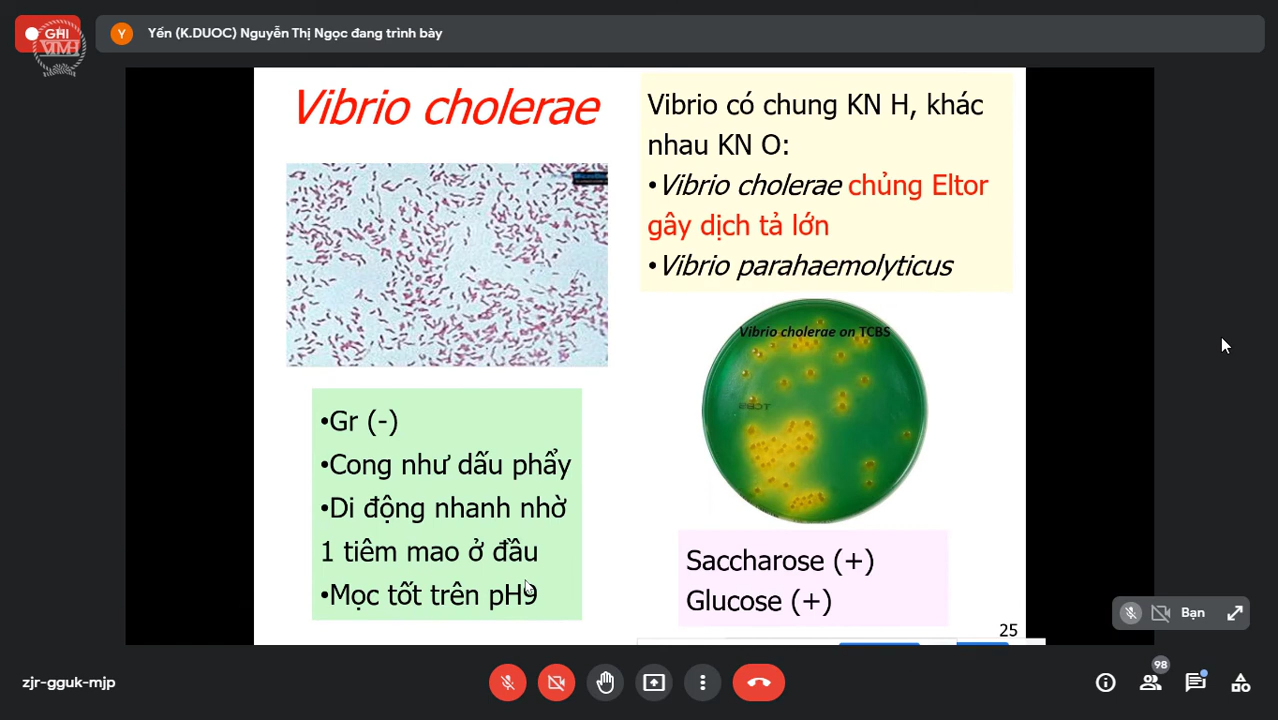 GHI
Y
Yến (K.DUOC) Nguyễn Thị Ngọc đang trình bày
Vibrio cholerae
Vibrio có chung KN H, khác
nhau KN O:
•Vibrio cholerae chủng Eltor
gây dịch tả lớn
•Vibrio parahaemolyticus
Vibrio cholerae on TCBS
•Gr (-)
•Cong như dấu phẩy
•Di động nhanh nhờ
1 tiêm mao ở đầu
•Mọc tốt trên pH9
Saccharose (+)
Glucose (+)
25
Bạn
zjr-gguk-mjp
98